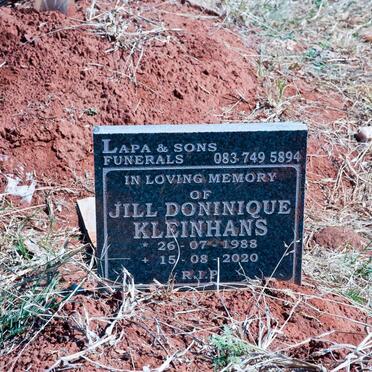 LAPA & SONS
FUNERALS 083 749 5894
IN LOVING MEMORY
OF
JILL DONINIQUE
KLEINHANS
* 26-07-1988
+ 15-08-2020
R.I.P